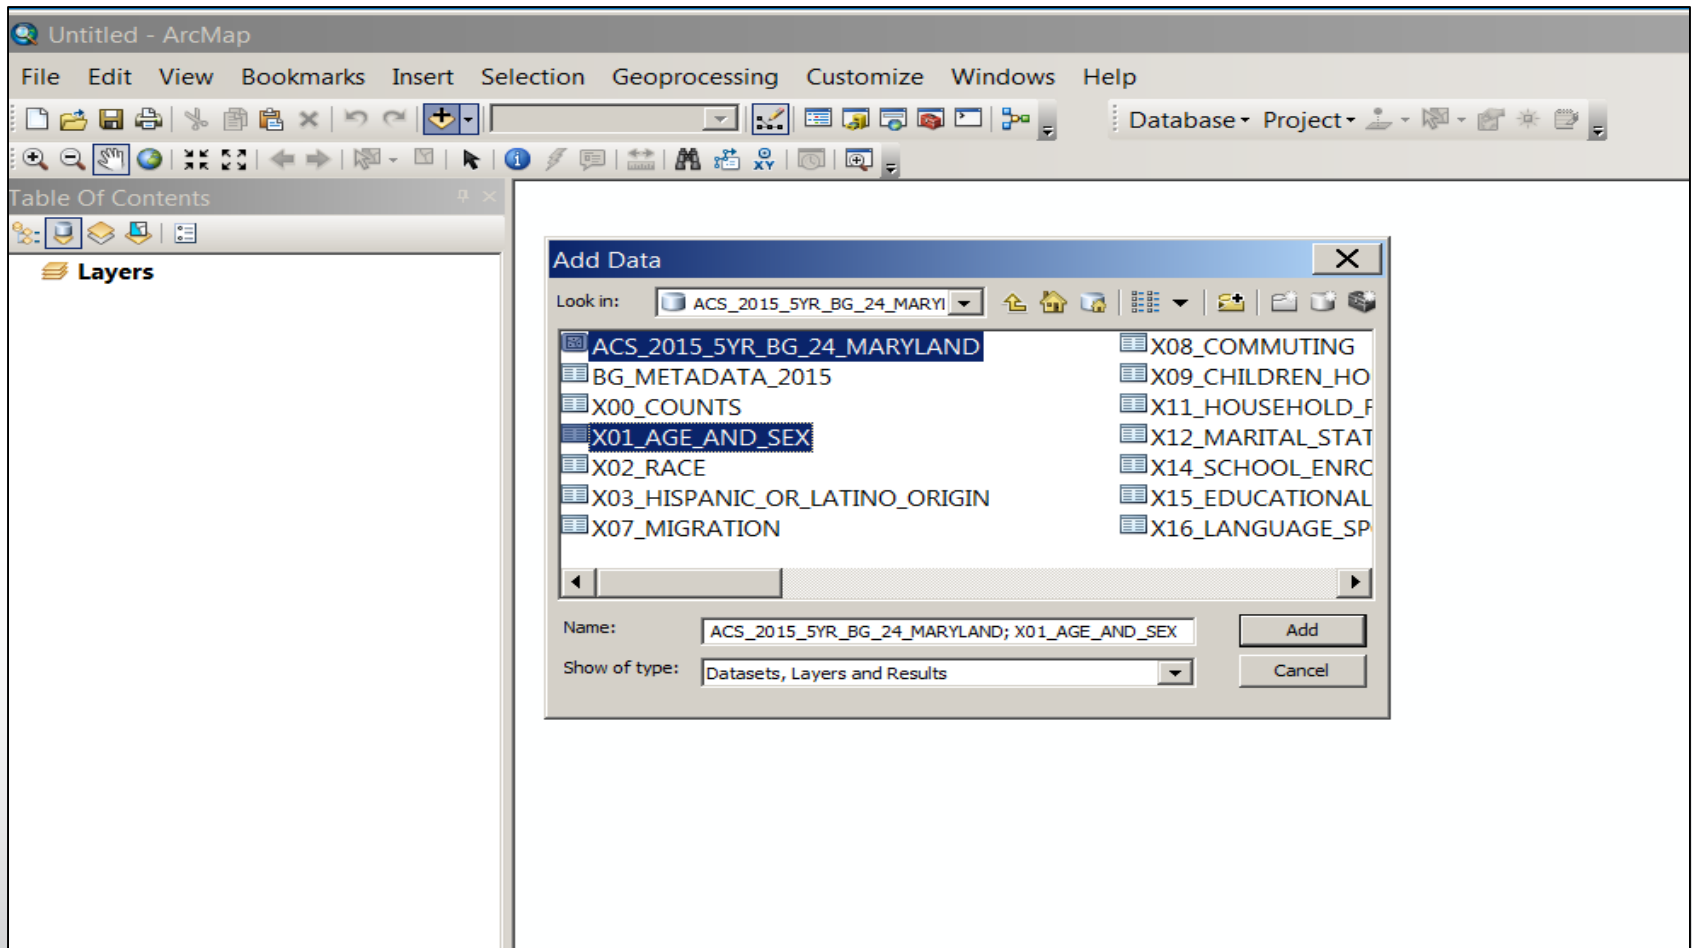 Untitled - ArcMap
File Edit View Bookmarks Insert Selection Geoprocessing Customize Windows Help
Database Project
XY
Table Of Contents
Layers
Add Data
Look in: ACS_2015_5YR_BG_24_MARYI
ACS_2015_5YR_BG_24_MARYLAND
BG_METADATA_2015
X00_COUNTS
X01_AGE_AND_SEX
X02_RACE
X03_HISPANIC_OR_LATINO_ORIGIN
X07_MIGRATION
X08_COMMUTING
X09_CHILDREN_HO
X11_HOUSEHOLD_F
X12_MARITAL_STAT
X14_SCHOOL_ENRC
X15_EDUCATIONAL
X16_LANGUAGE_SP
Name: ACS_2015_5YR_BG_24_MARYLAND; X01_AGE_AND_SEX Add
Show of type: Datasets, Layers and Results Cancel